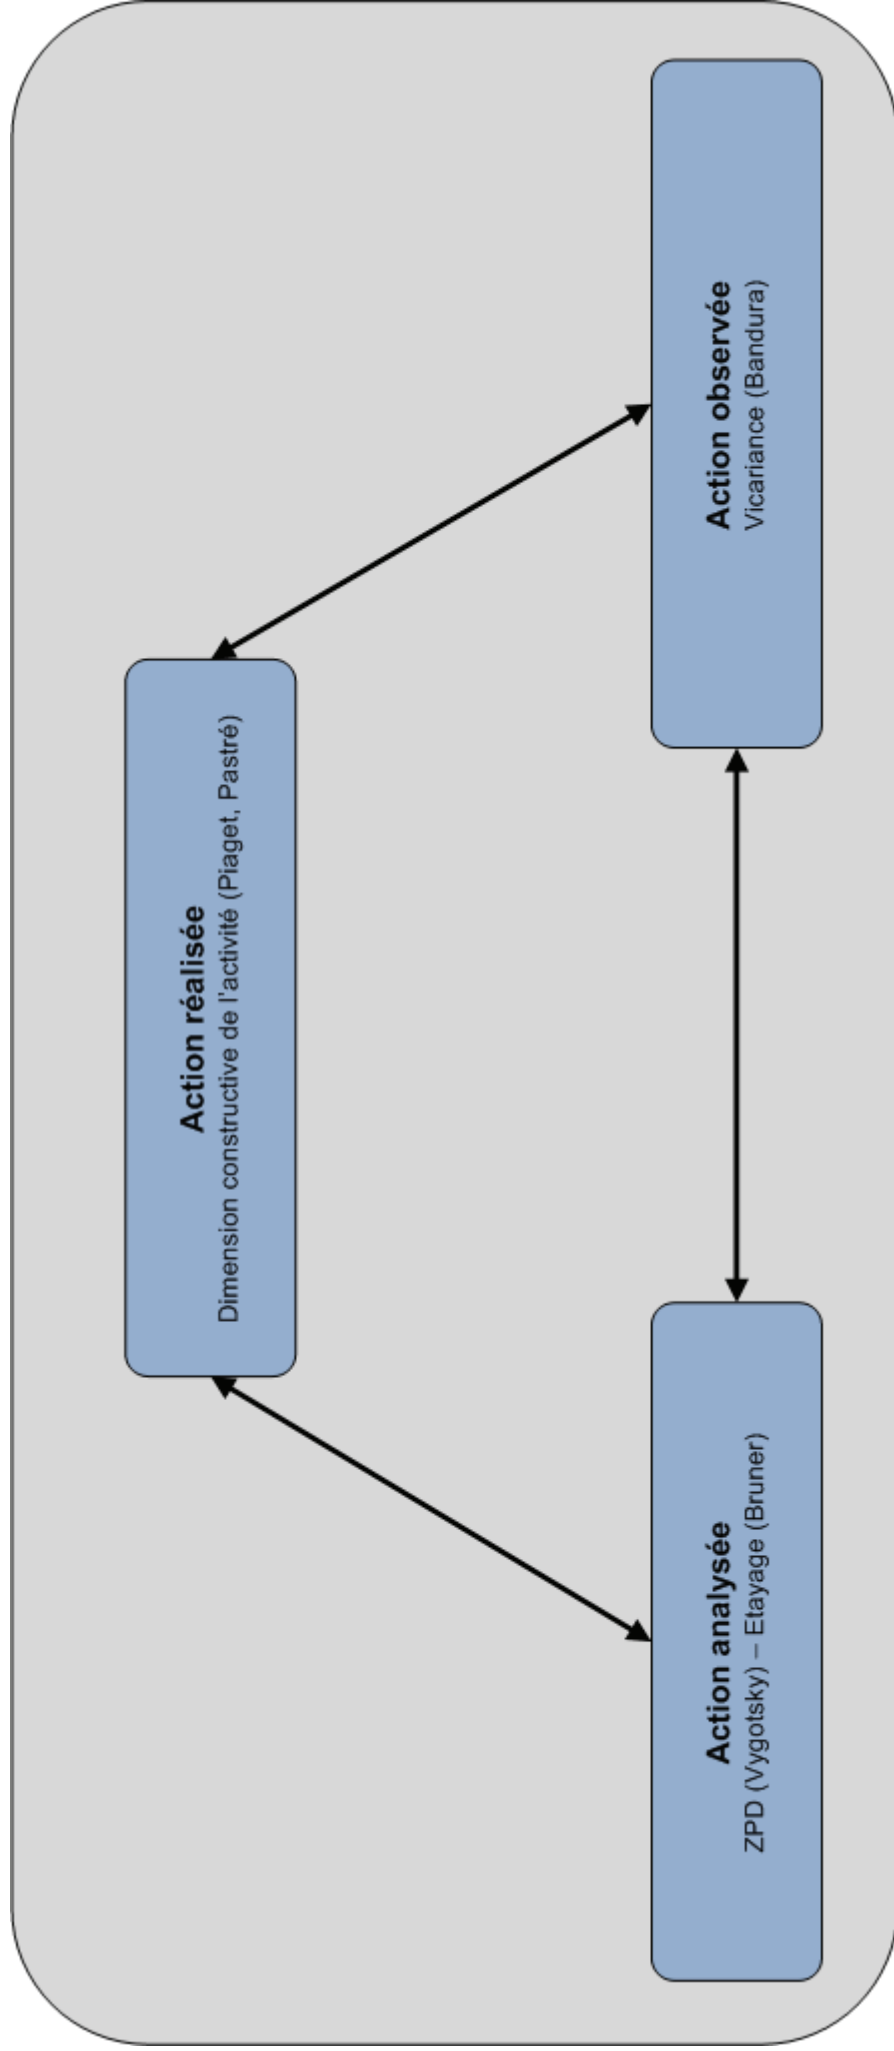 Action réalisée
Dimension constructive de l'activité (Piaget, Pastré)
Action analysée
ZPD (Vygotsky) – Etayage (Bruner)
Action observée
Vicariance (Bandura)